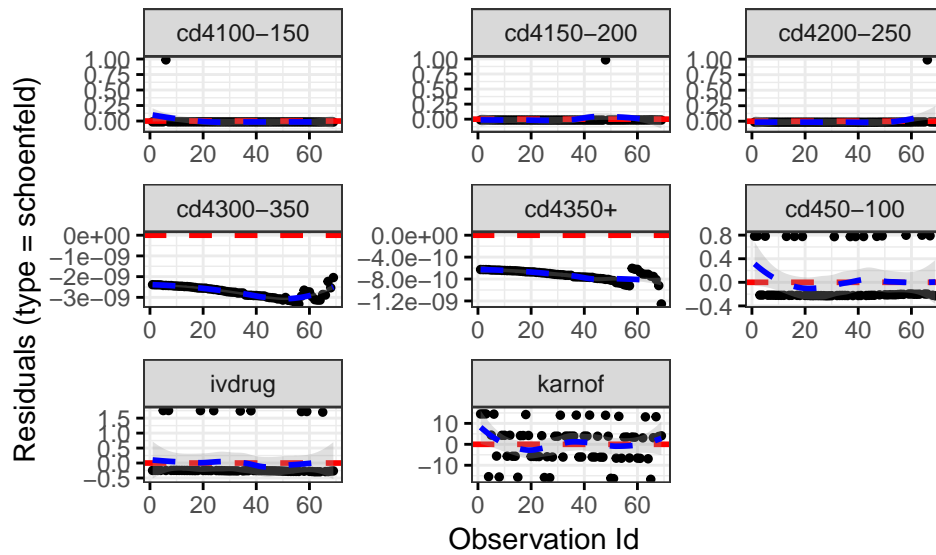 cd4100−150
cd4150−200
cd4200−250
1.00
0.75
0.50
0.25
0.00
0 20 40 60
1.00
0.75
0.50
0.25
0.00
0 20 40 60
1.00
0.75
0.50
0.25
0.00
0 20 40 60
cd4300−350
cd4350+
cd450−100
0e+00
−1e−09
−2e−09
−3e−09
0 20 40 60
0.0e+00
−4.0e−10
−8.0e−10
−1.2e−09
0 20 40 60
0.8
0.4
0.0
−0.4
0 20 40 60
ivdrug
karnof
1.5
1.0
0.5
0.0
−0.5
0 20 40 60
10
0
−10
0 20 40 60
Residuals (type = schoenfeld)
Observation Id